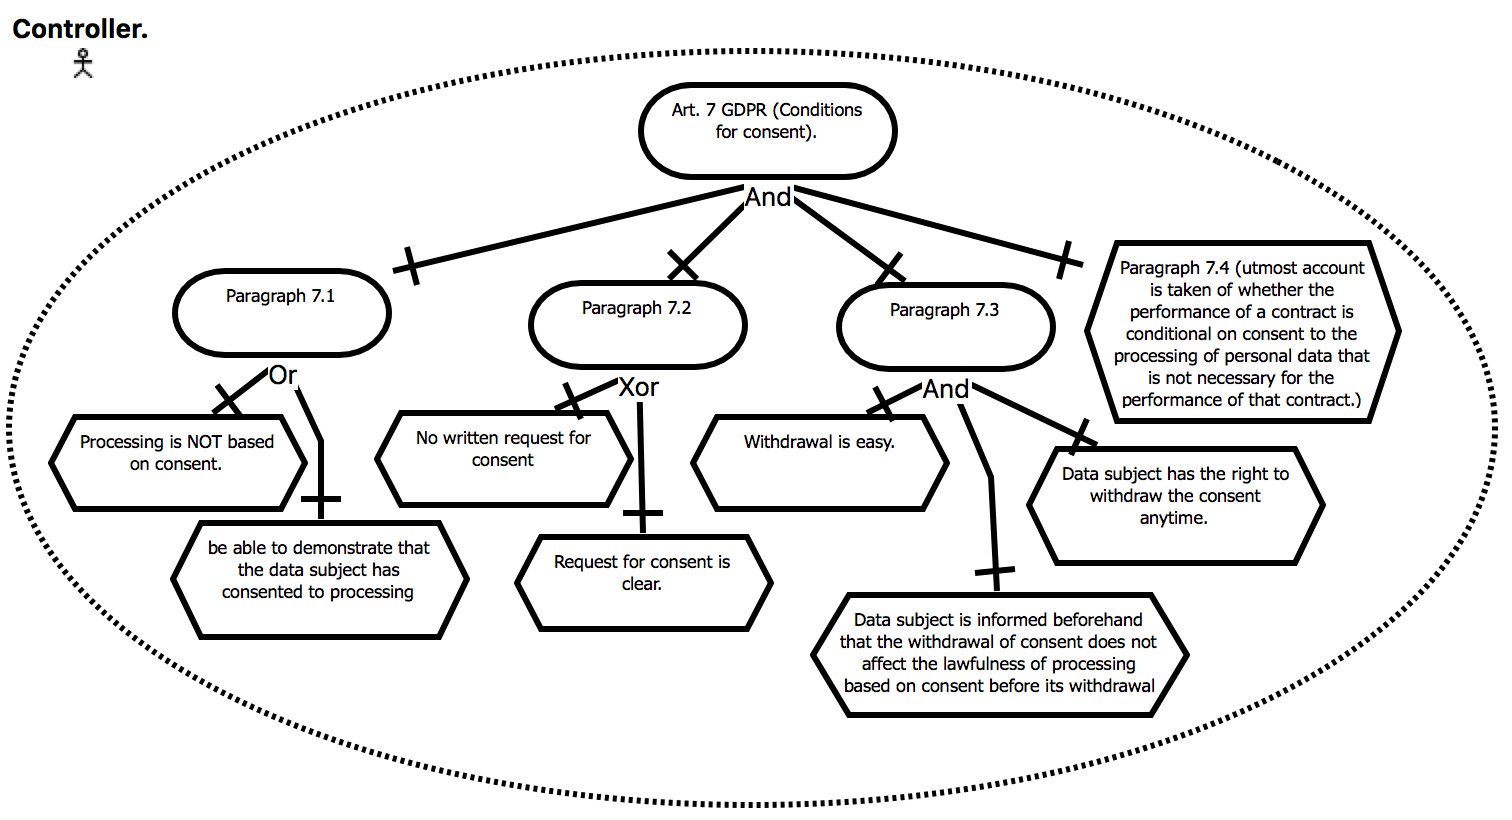 Controller.
Art. 7 GDPR (Conditions
for consent).
And
Paragraph 7.1
Paragraph 7.2
Paragraph 7.3
Paragraph 7.4 (utmost account
is taken of whether the
performance of a contract is
conditional on consent to the
processing of personal data that
is not necessary for the
performance of that contract.)
Or
Xor
And
Processing is NOT based
on consent.
No written request for
consent
Withdrawal is easy.
Data subject has the right to
withdraw the consent
anytime.
be able to demonstrate that
the data subject has
consented to processing
Request for consent is
clear.
Data subject is informed beforehand
that the withdrawal of consent does not
affect the lawfulness of processing
based on consent before its withdrawal